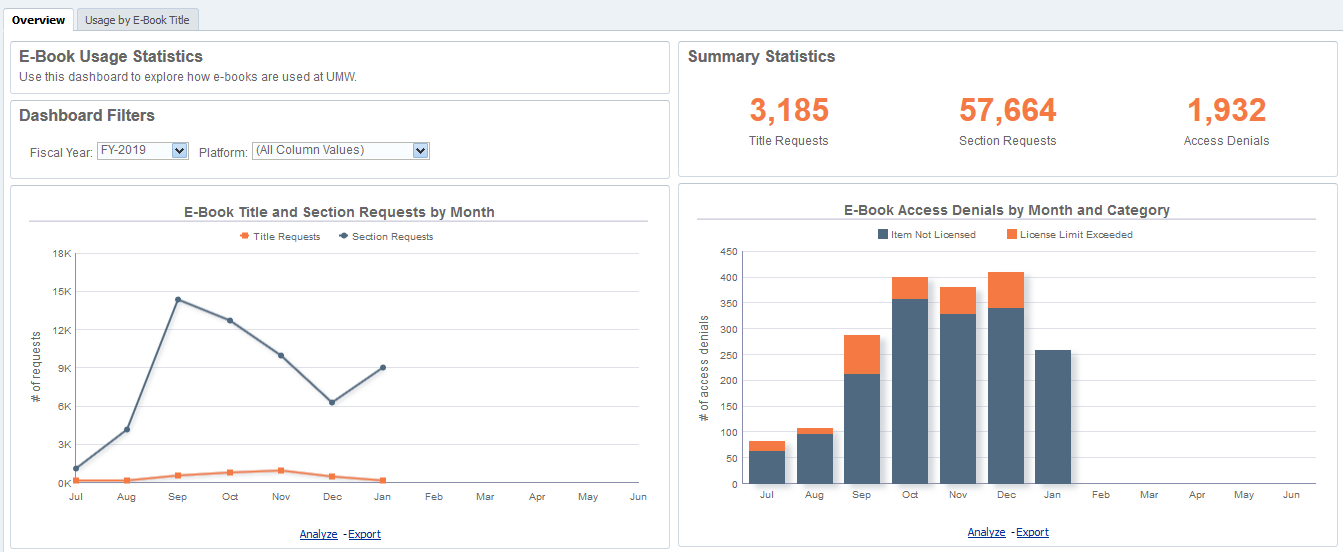 Overview
Usage by E-Book Title
E-Book Usage Statistics
Use this dashboard to explore how e-books are used at UMW.
Dashboard Filters
Fiscal Year: FY-2019 Platform: (All Column Values)
Summary Statistics
3,185 57,664 1,932
Title Requests Section Requests Access Denials
E-Book Title and Section Requests by Month
Title Requests Section Requests
18K
15K
12K
9K
6K
3K
0K
# of requests
Jul Aug Sep Oct Nov Dec Jan Feb Mar Apr May Jun
Analyze -Export
E-Book Access Denials by Month and Category
Item Not Licensed License Limit Exceeded
450
400
350
300
250
200
150
100
50
0
# of access denials
Jul Aug Sep Oct Nov Dec Jan Feb Mar Apr May Jun
Analyze -Export